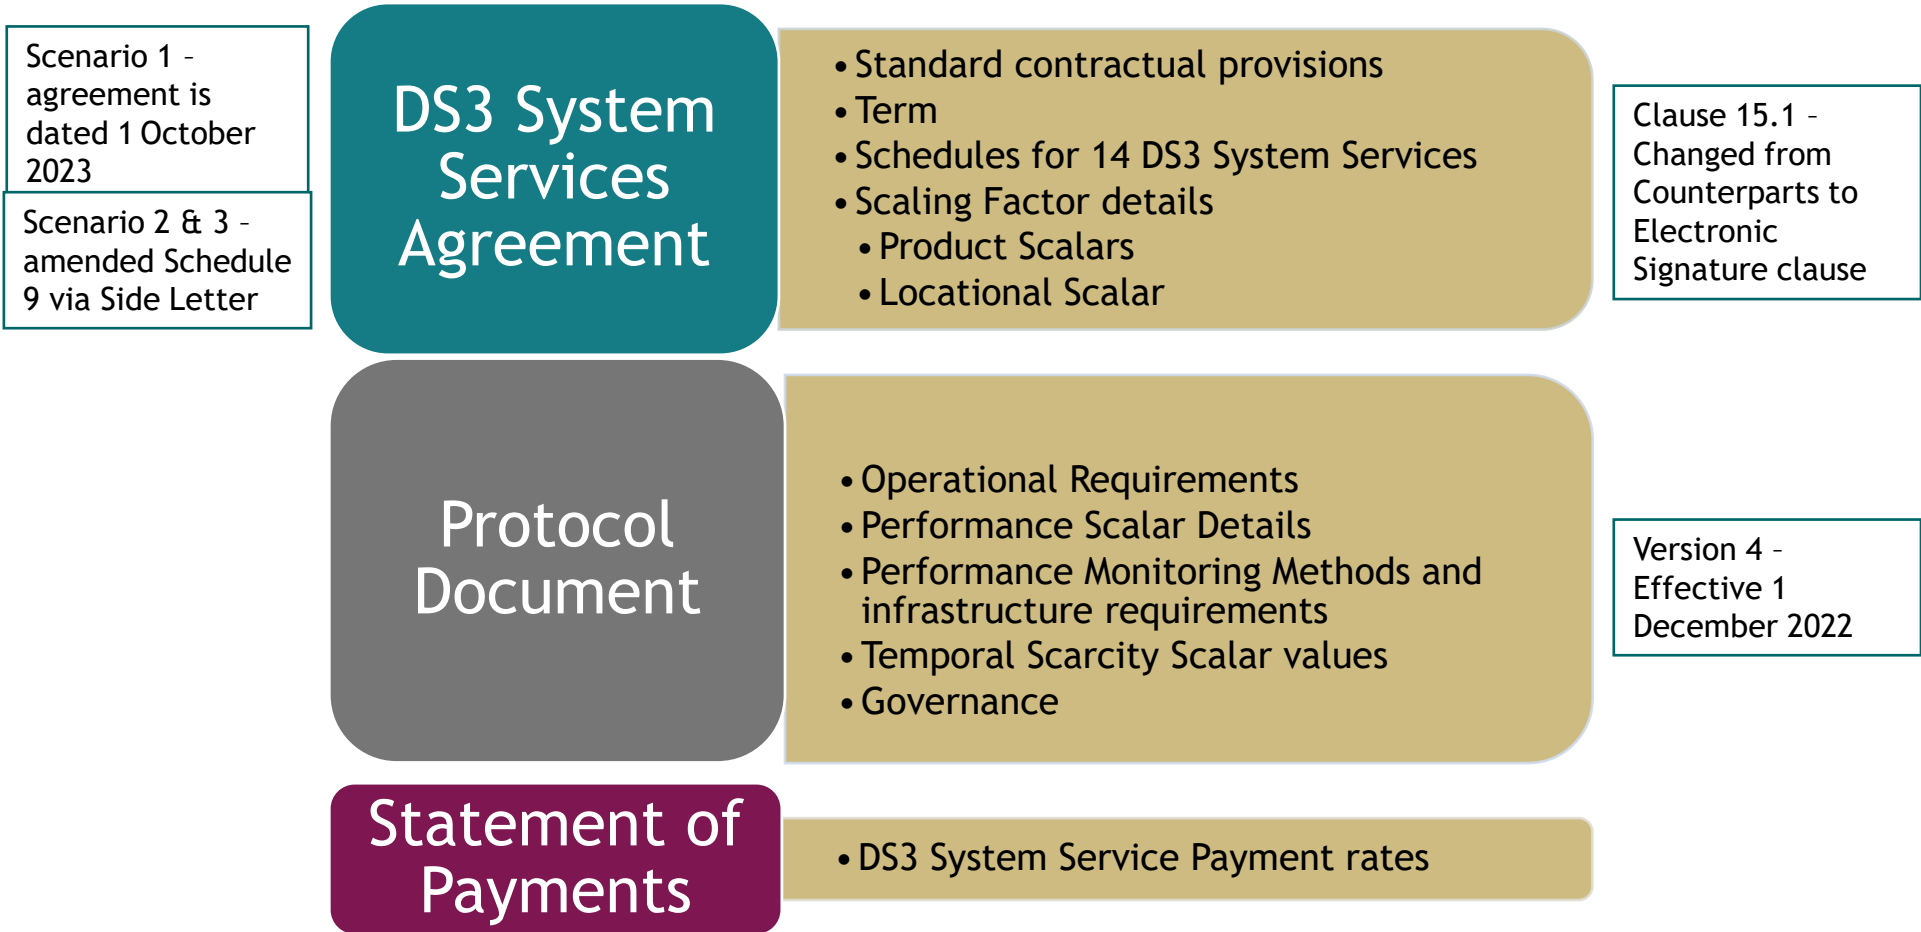 Scenario 1 –
agreement is
dated 1 October
2023
Scenario 2 & 3 –
amended Schedule
9 via Side Letter
DS3 System
Services
Agreement
•Standard contractual provisions
•Term
•Schedules for 14 DS3 System Services
•Scaling Factor details
•Product Scalars
•Locational Scalar
Clause 15.1 –
Changed from
Counterparts to
Electronic
Signature clause
Protocol
Document
•Operational Requirements
•Performance Scalar Details
•Performance Monitoring Methods and
infrastructure requirements
•Temporal Scarcity Scalar values
•Governance
Version 4 –
Effective 1
December 2022
Statement of
Payments
•DS3 System Service Payment rates